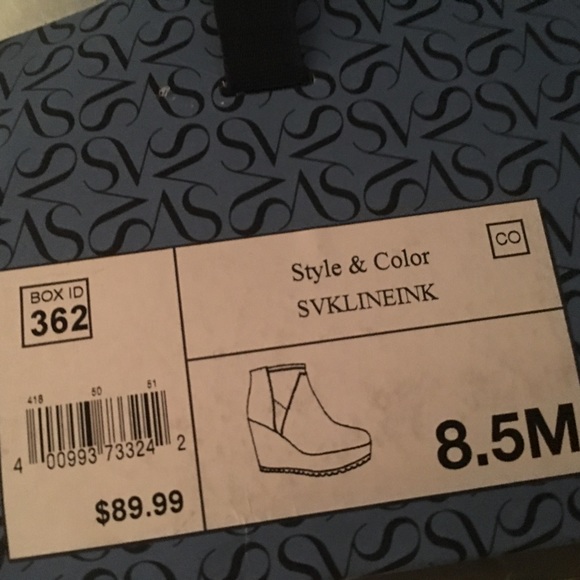 BOX ID
362
Style & Color
SVKLINEINK
CO
418 50 51
4 00993 73324 2
$89.99
8.5M